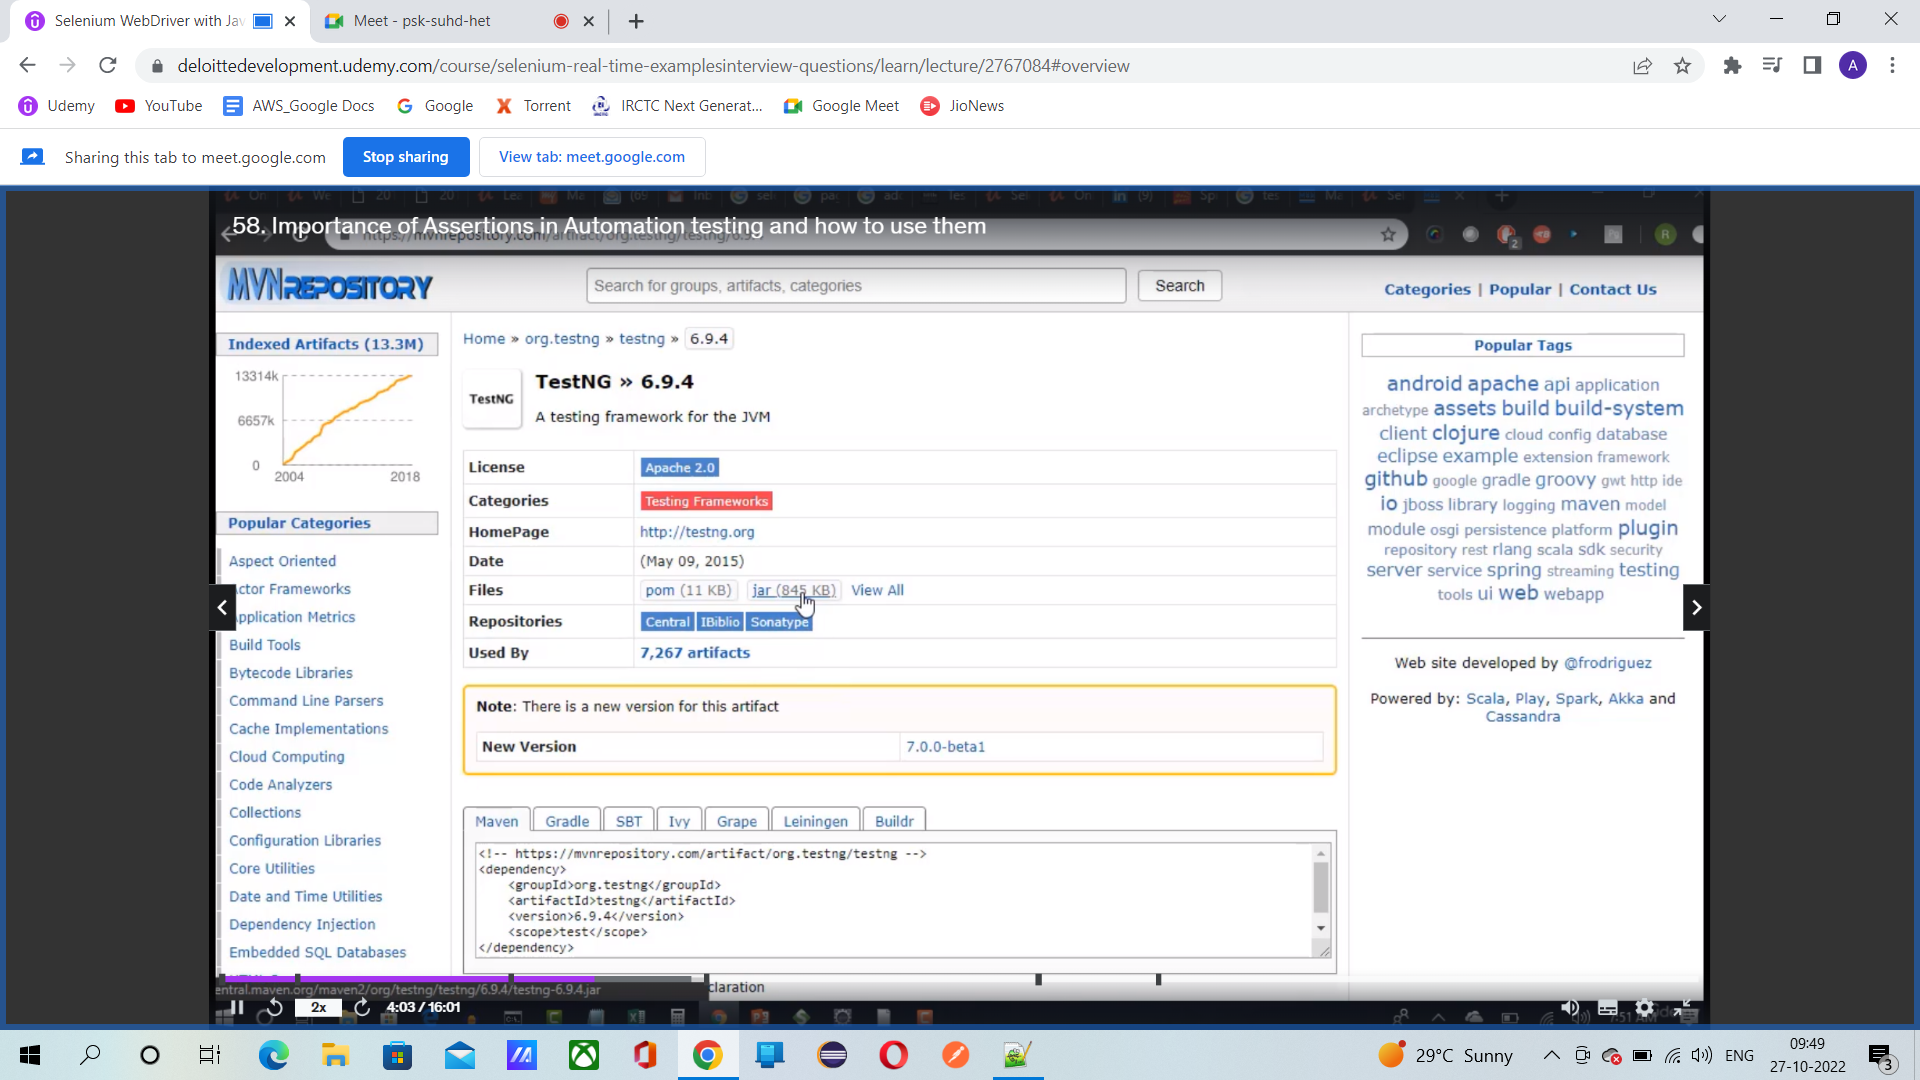 Selenium WebDriver with Jav
Meet - psk-suhd-het
deloittedevelopment.udemy.com/course/selenium-real-time-examplesinterview-questions/learn/lecture/2767084#overview
A
Udemy
YouTube
AWS_Google Docs
Google
Torrent
IRCTC Next Generat...
Google Meet
JioNews
Sharing this tab to meet.google.com
Stop sharing
View tab: meet.google.com
58. Importance of Assertions in Automation testing and how to use them
MVNREPOSITORY
Search for groups, artifacts, categories
Search
Categories | Popular | Contact Us
Indexed Artifacts (13.3M)
13314k
6657k
0
2004
2018
Popular Categories
Aspect Oriented
Actor Frameworks
Application Metrics
Build Tools
Bytecode Libraries
Command Line Parsers
Cache Implementations
Cloud Computing
Code Analyzers
Collections
Configuration Libraries
Core Utilities
Date and Time Utilities
Dependency Injection
Embedded SQL Databases
Home » org.testng » testng » 6.9.4
TestNG
TestNG » 6.9.4
A testing framework for the JVM
License
Apache 2.0
Categories
Testing Frameworks
HomePage
http://testng.org
Date
(May 09, 2015)
Files
pom (11 KB)
jar (845 KB)
View All
Repositories
Central
IBiblio
Sonatype
Used By
7,267 artifacts
Note: There is a new version for this artifact
New Version
7.0.0-beta1
Maven
Gradle
SBT
Ivy
Grape
Leiningen
Buildr
<!-- https://mvnrepository.com/artifact/org.testng/testng -->
<dependency>
<groupId>org.testng</groupId>
<artifactId>testng</artifactId>
<version>6.9.4</version>
<scope>test</scope>
</dependency>
Popular Tags
android apache api application
archetype assets build build-system
client clojure cloud config database
eclipse example extension framework
github google gradle groovy gwt http ide
io jboss library logging maven model
module osgi persistence platform plugin
repository rest rlang scala sdk security
server service spring streaming testing
tools ui web webapp
Web site developed by @frodriguez
Powered by: Scala, Play, Spark, Akka and
Cassandra
entral.maven.org/maven2/org/testng/testng/6.9.4/testng-6.9.4.jar
claration
2x
4:03 / 16:01
29°C Sunny
ENG
09:49
27-10-2022
3